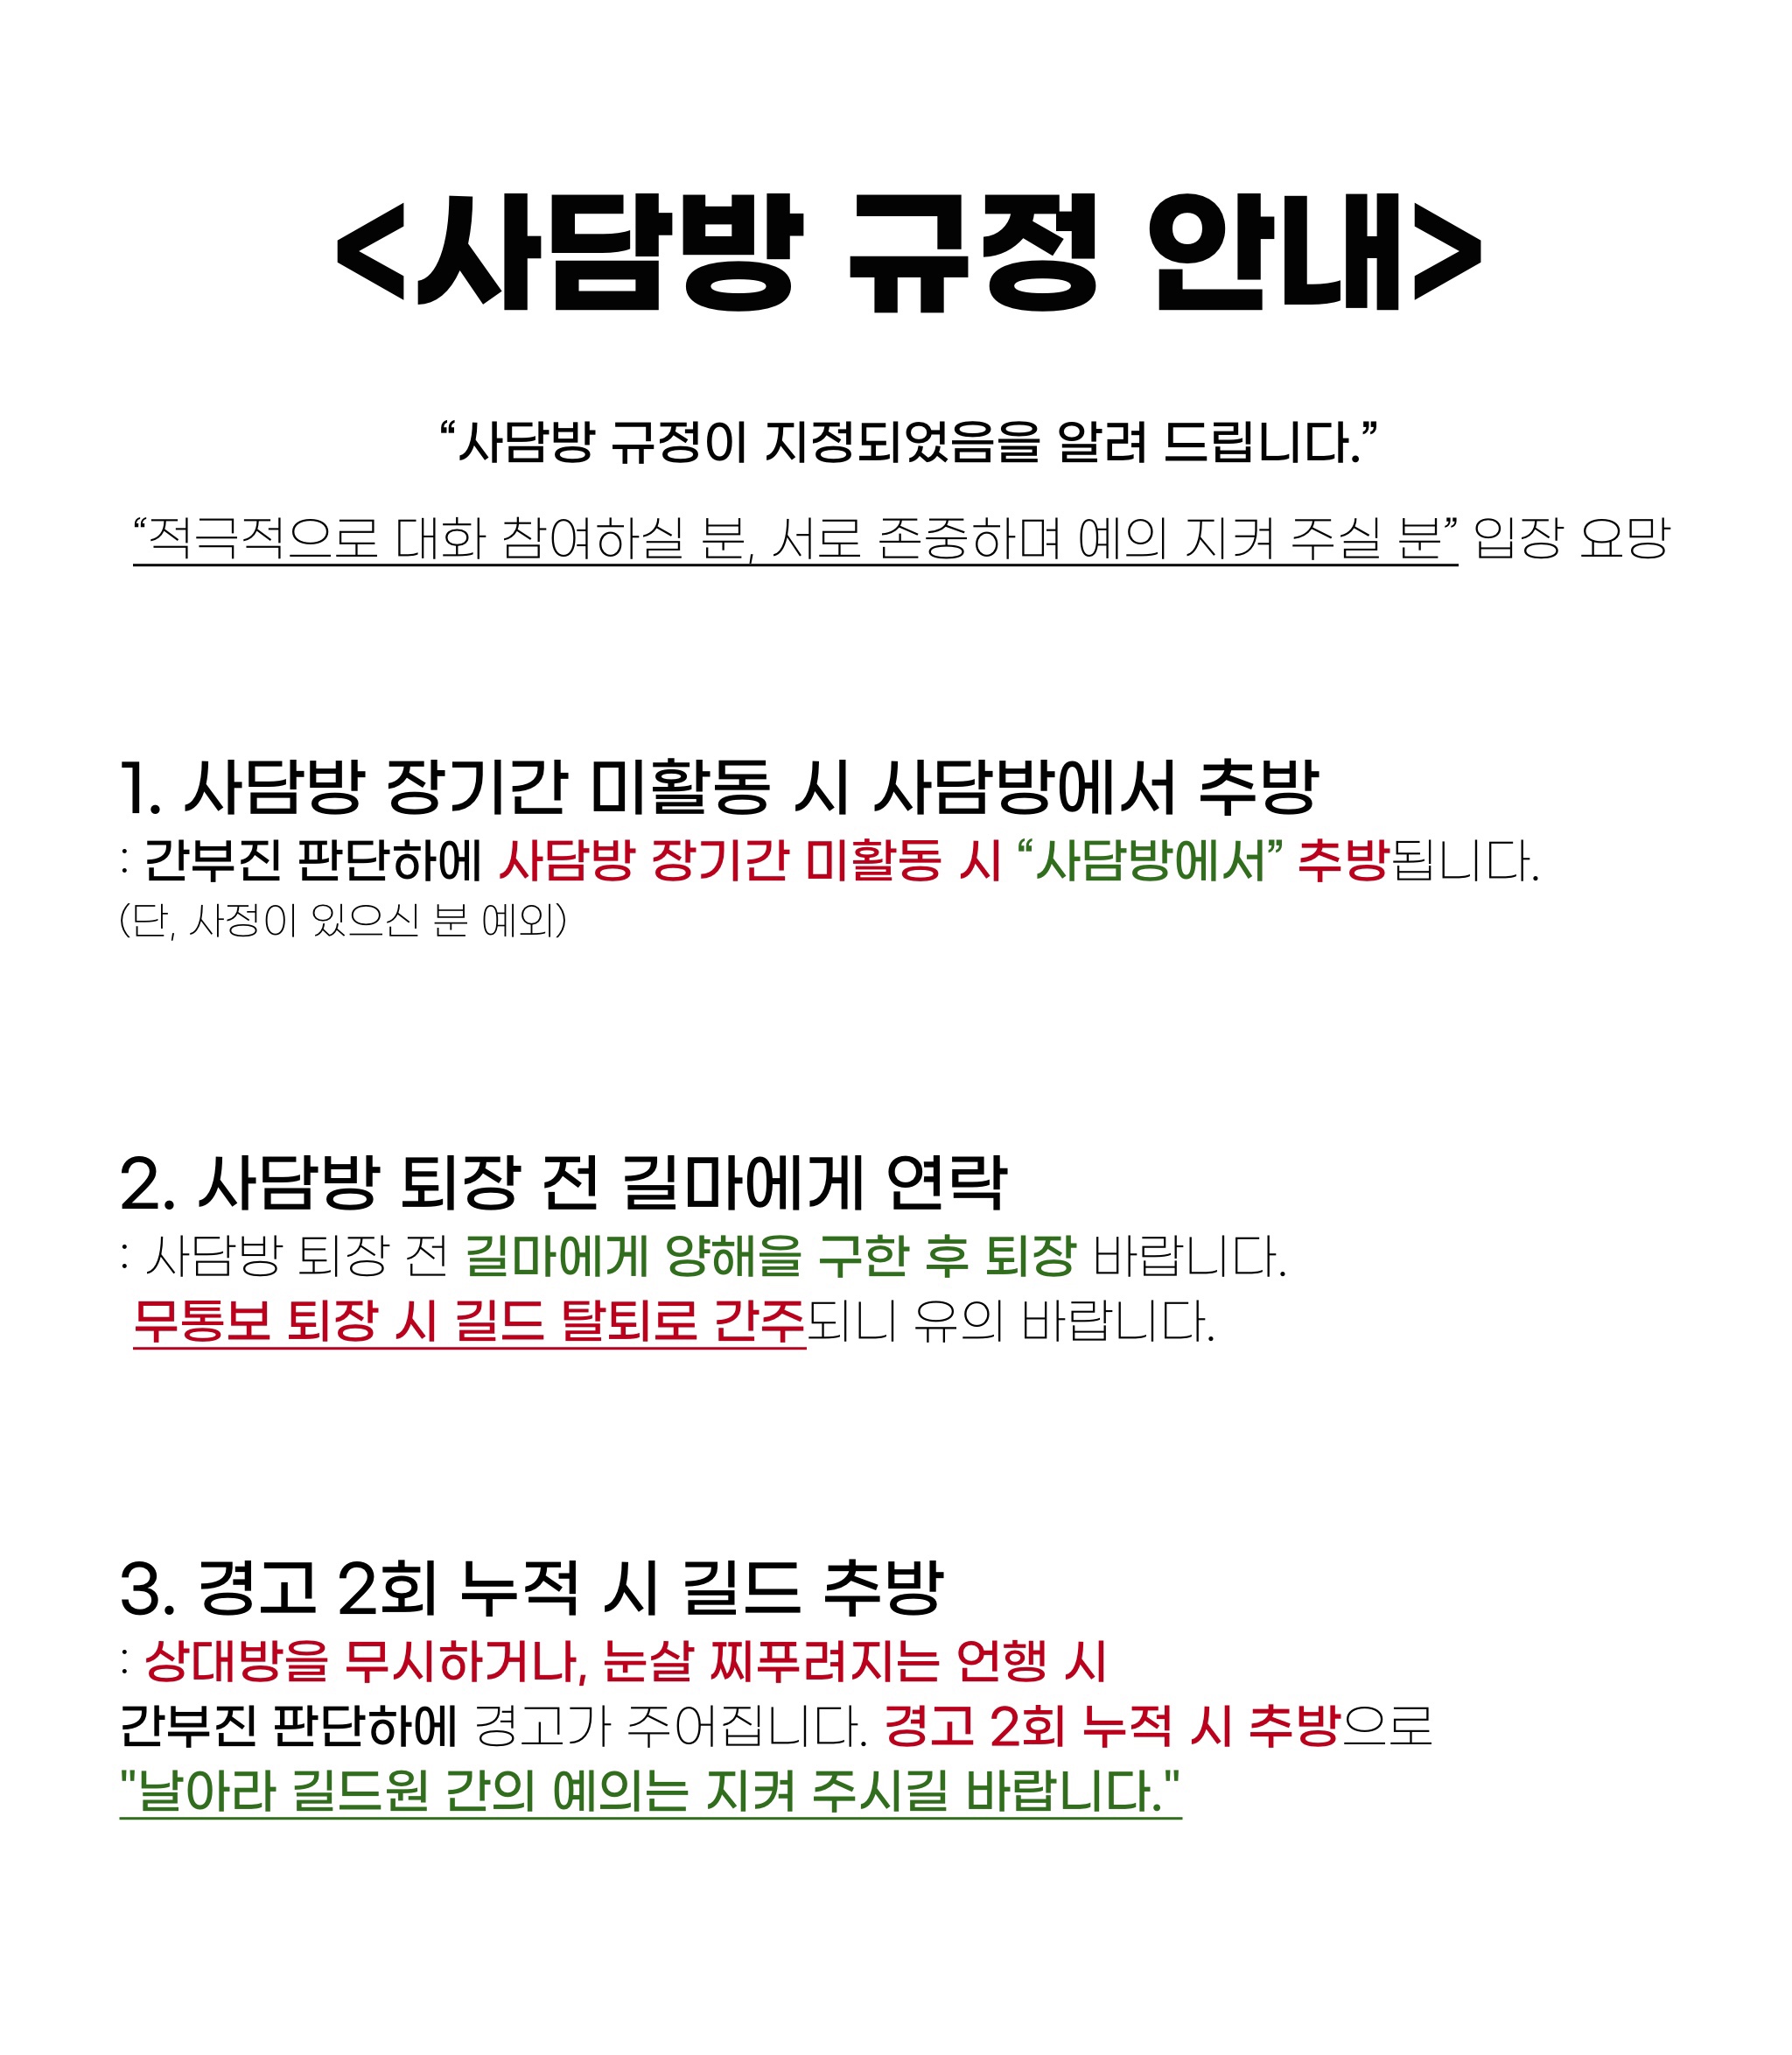 <사담방 규정 안내>
“사담방 규정이 지정되있음을 알려 드립니다.”
“적극적으로 대화 참여하실 분, 서로 존중하며 예의 지켜 주실 분” 입장 요망
1. 사담방 장기간 미활동 시 사담방에서 추방
: 간부진 판단하에 사담방 장기간 미활동 시 “사담방에서” 추방됩니다.
(단, 사정이 있으신 분 예외)
2. 사담방 퇴장 전 길마에게 연락
: 사담방 퇴장 전 길마에게 양해을 구한 후 퇴장 바랍니다.
무통보 퇴장 시 길드 탈퇴로 간주되니 유의 바랍니다.
3. 경고 2회 누적 시 길드 추방
: 상대방을 무시하거나, 눈살 찌푸려지는 언행 시
간부진 판단하에 경고가 주어집니다. 경고 2회 누적 시 추방으로
"날아라 길드원 간의 예의는 지켜 주시길 바랍니다."